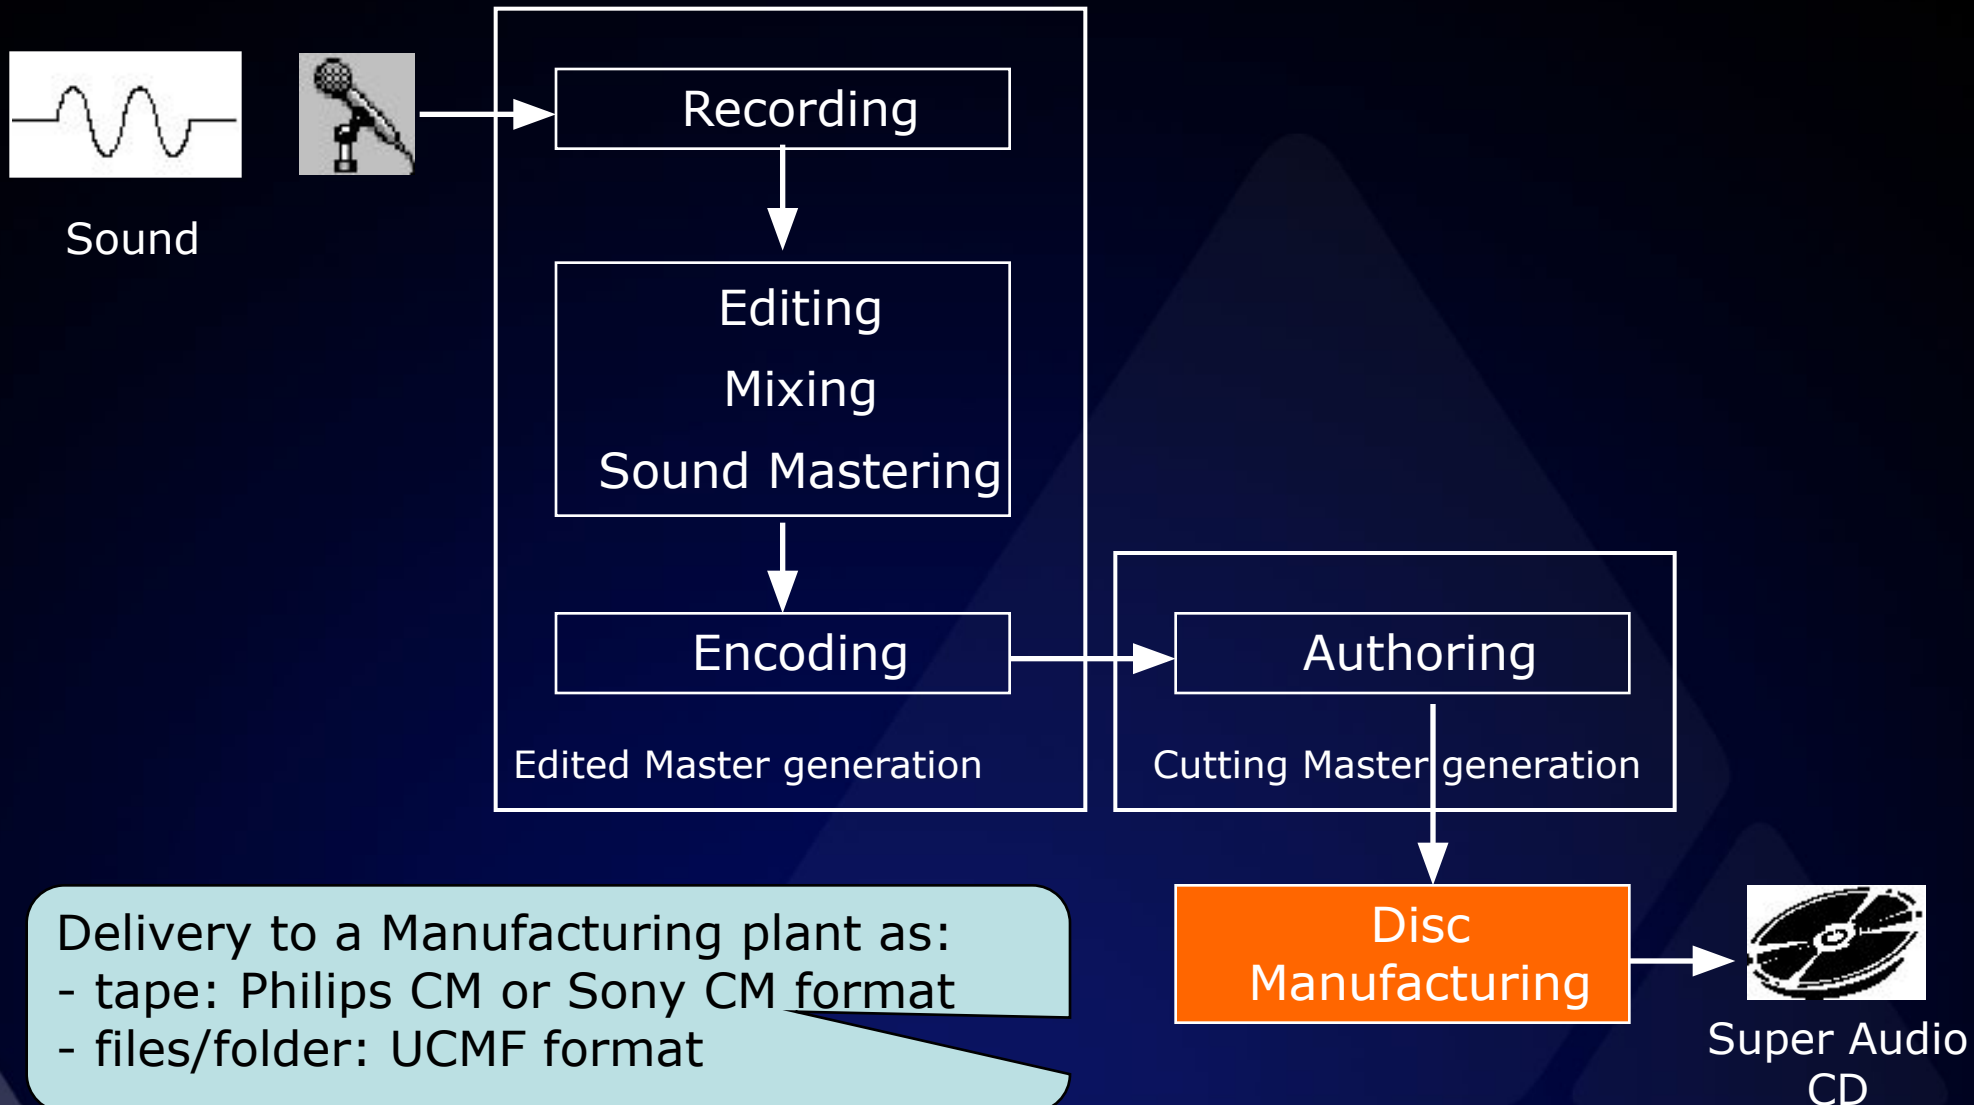 Sound
Recording
Editing
Mixing
Sound Mastering
Encoding
Edited Master generation
Authoring
Cutting Master generation
Delivery to a Manufacturing plant as:
- tape: Philips CM or Sony CM format
- files/folder: UCMF format
Disc
Manufacturing
Super Audio
CD